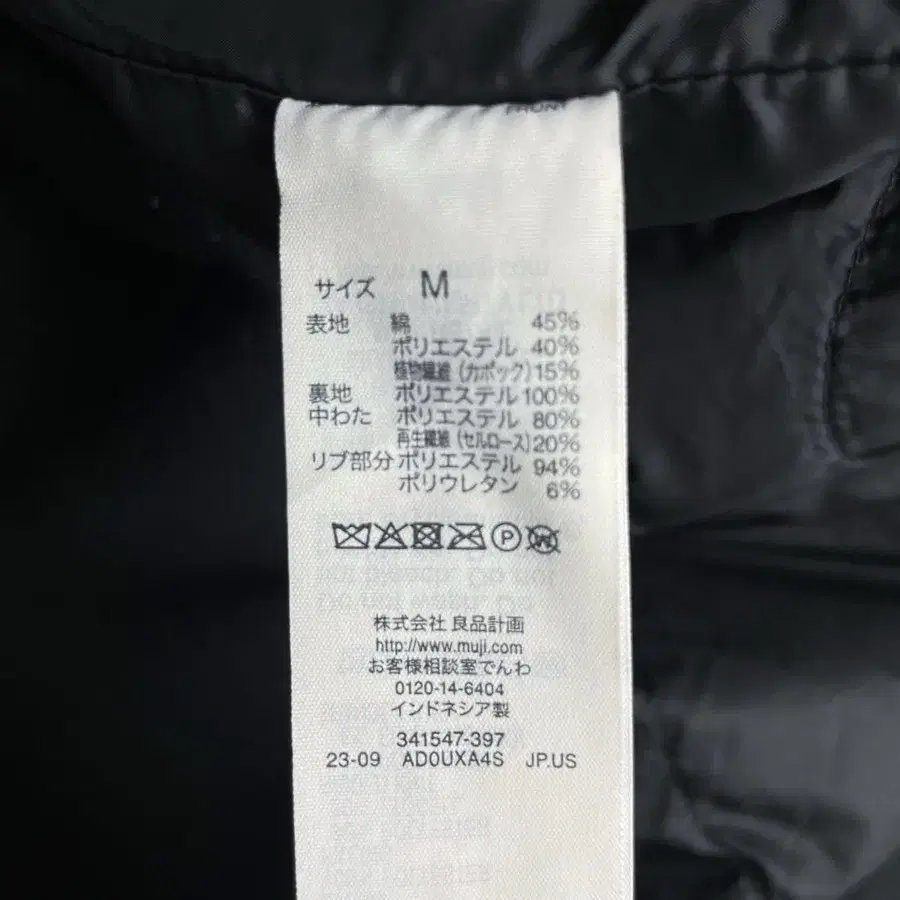 FRONT
サイズ M
表地 綿 45%
ポリエステル 40%
植物繊維(カポック)15%
裏地 ポリエステル 100%
中わた ポリエステル 80%
再生繊維(セルロース)20%
リブ部分 ポリエステル 94%
ポリウレタン 6%
P W
株式会社 良品計画
http://www.muji.com
お客様相談室でんわ
0120-14-6404
インドネシア製
341547-397
23-09 AD0UXA4S JP.US